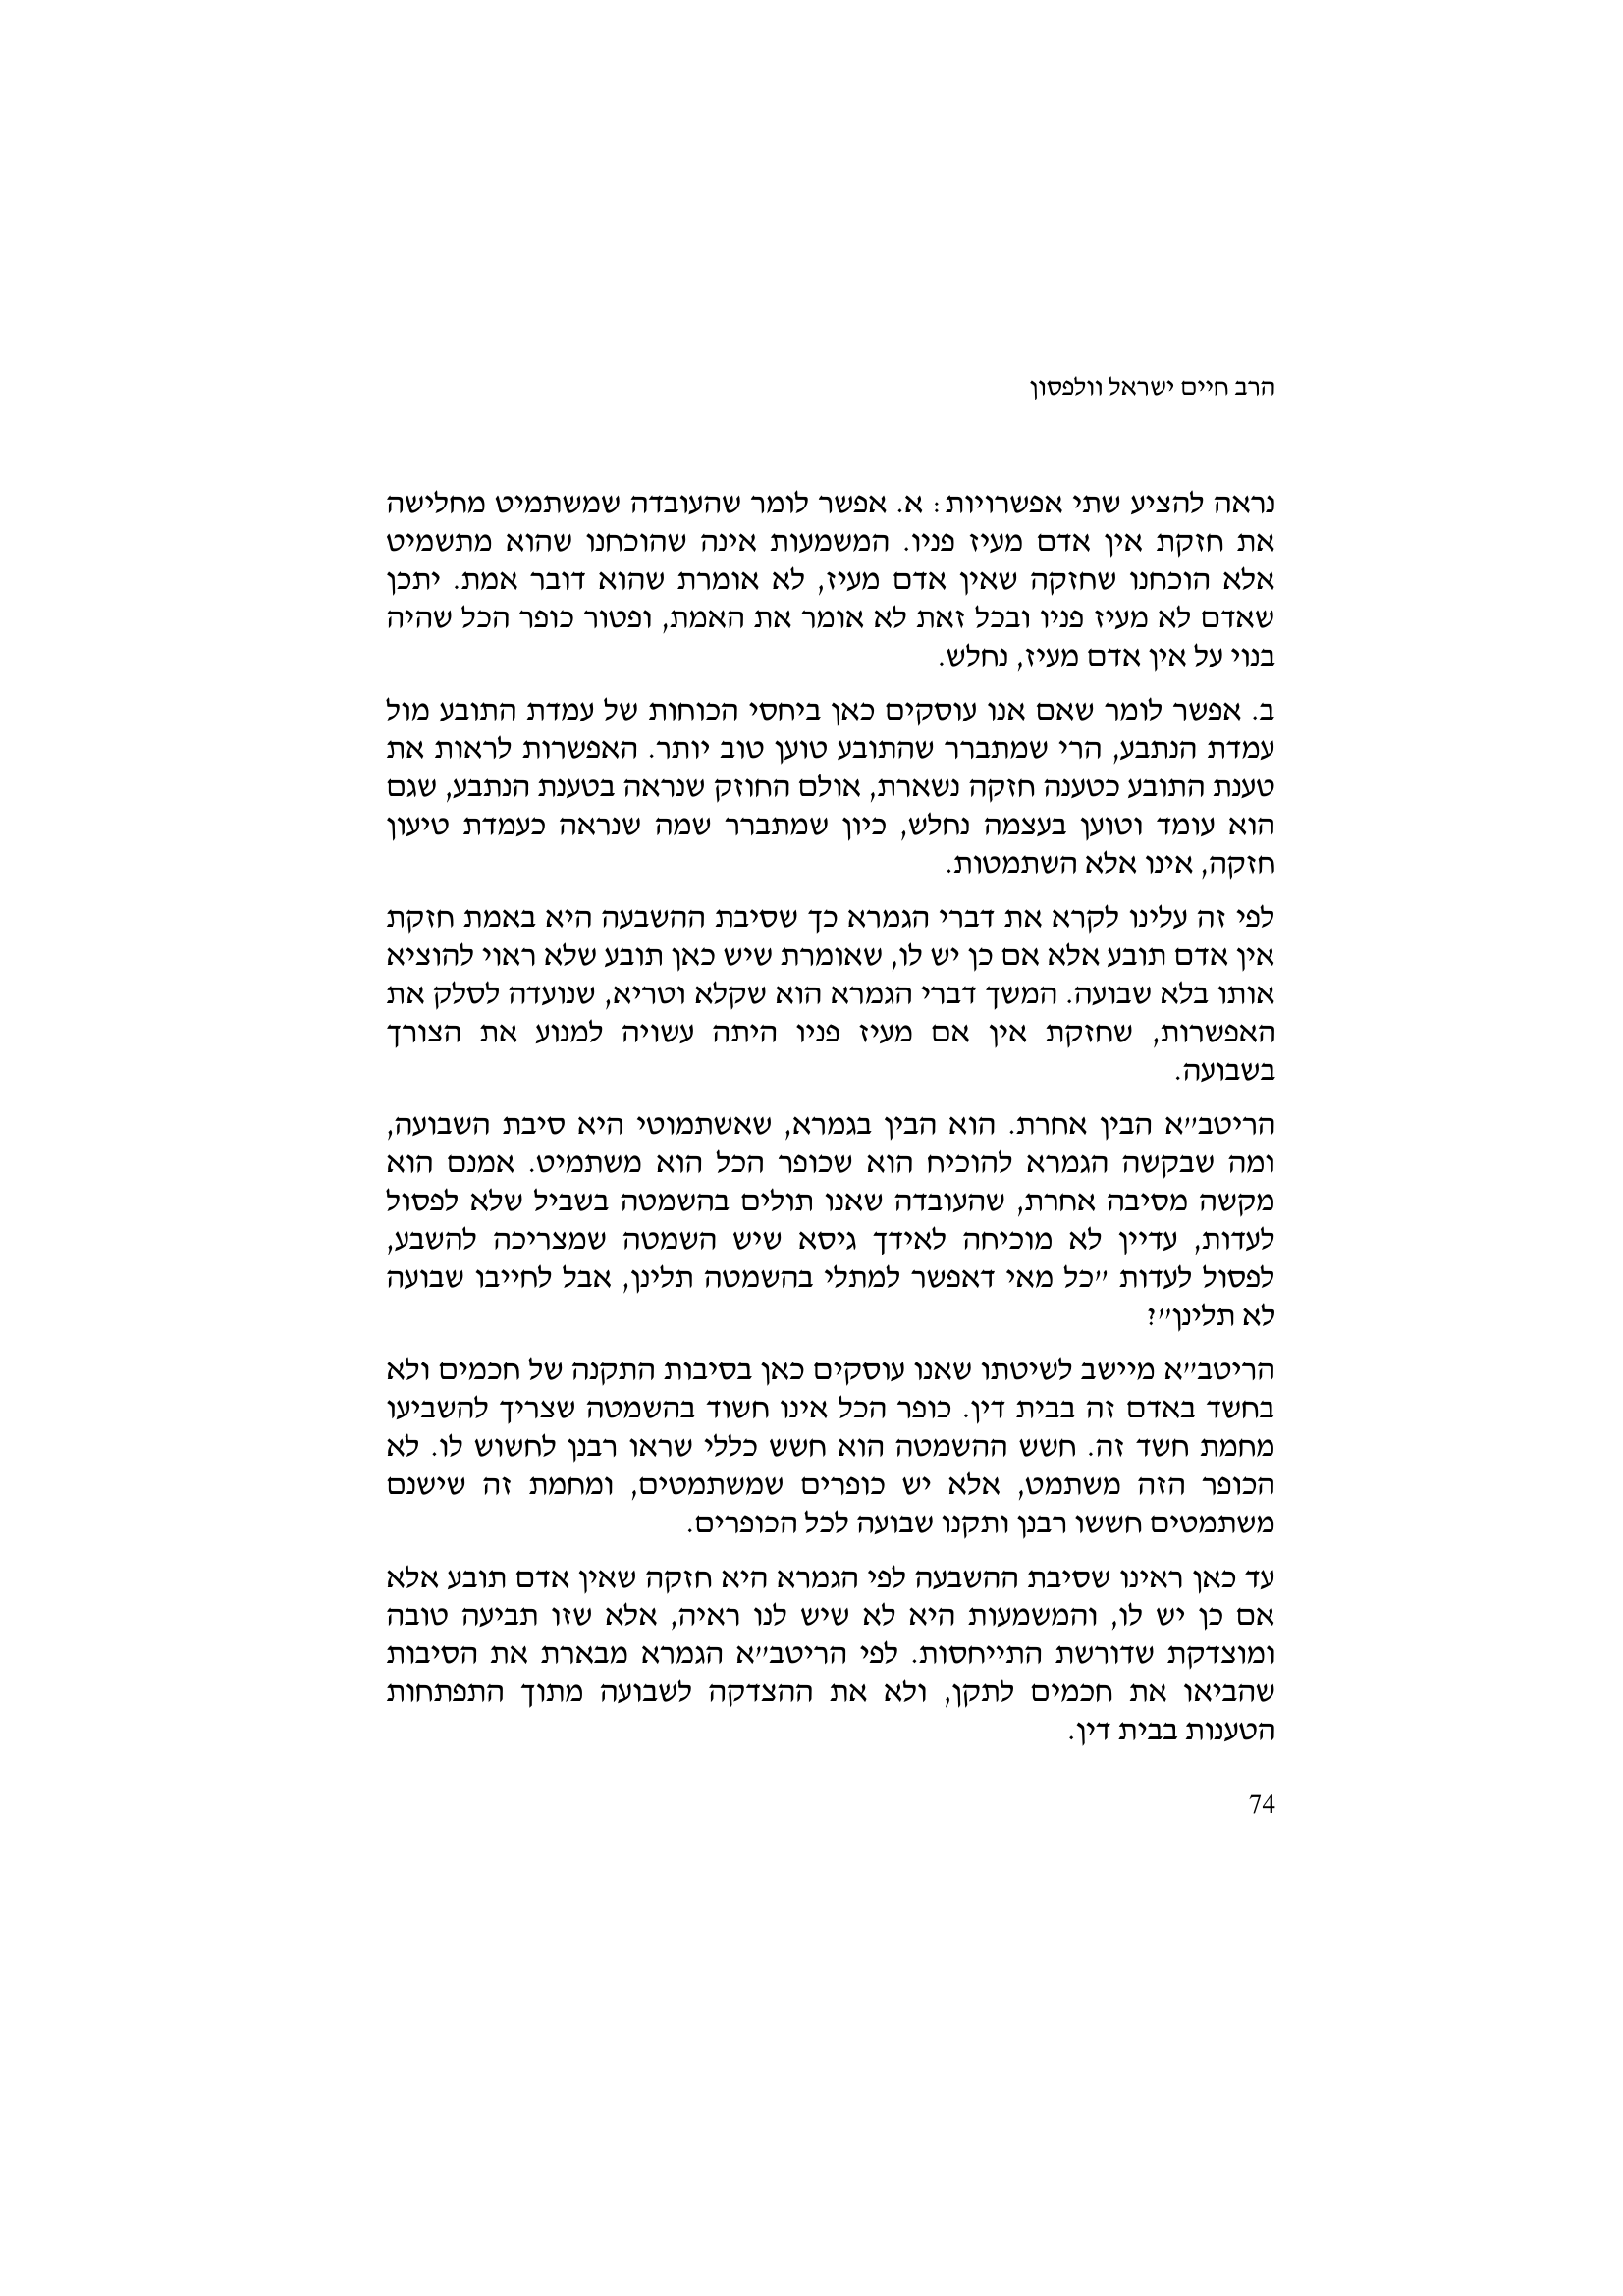 הרב חיים ישראל וולפסון
נראה להציע שתי אפשרויות: א. אפשר לומר שהעובדה שמשתמיט מחלישה
את חזקת אין אדם מעיז פניו. המשמעות אינה שהוכחנו שהוא מתשמיט
אלא הוכחנו שחזקה שאין אדם מעיז, לא אומרת שהוא דובר אמת. יתכן
שאדם לא מעיז פניו ובכל זאת לא אומר את האמת, ופטור כופר הכל שהיה
בנוי על אין אדם מעיז, נחלש.
ב. אפשר לומר שאם אנו עוסקים כאן ביחסי הכוחות של עמדת התובע מול
עמדת הנתבע, הרי שמתברר שהתובע טוען טוב יותר. האפשרות לראות את
טענת התובע כטענה חזקה נשארת, אולם החוזק שנראה בטענת הנתבע, שגם
הוא עומד וטוען בעצמה נחלש, כיון שמתברר שמה שנראה כעמדת טיעון
חזקה, אינו אלא השתמטות.
לפי זה עלינו לקרא את דברי הגמרא כך שסיבת ההשבעה היא באמת חזקת
אין אדם תובע אלא אם כן יש לו, שאומרת שיש כאן תובע שלא ראוי להוציא
אותו בלא שבועה. המשך דברי הגמרא הוא שקלא וטריא, שנועדה לסלק את
האפשרות, שחזקת אין אם מעיז פניו היתה עשויה למנוע את הצורך
בשבועה.
הריטב"א הבין אחרת. הוא הבין בגמרא, שאשתמוטי היא סיבת השבועה,
ומה שבקשה הגמרא להוכיח הוא שכופר הכל הוא משתמיט. אמנם הוא
מקשה מסיבה אחרת, שהעובדה שאנו תולים בהשמטה בשביל שלא לפסול
לעדות, עדיין לא מוכיחה לאידך גיסא שיש השמטה שמצריכה להשבע,
לפסול לעדות "כל מאי דאפשר למתלי בהשמטה תלינן, אבל לחייבו שבועה
לא תלינן"?
הריטב"א מיישב לשיטתו שאנו עוסקים כאן בסיבות התקנה של חכמים ולא
בחשד באדם זה בבית דין. כופר הכל אינו חשוד בהשמטה שצריך להשביעו
מחמת חשד זה. חשש ההשמטה הוא חשש כללי שראו רבנן לחשוש לו. לא
הכופר הזה משתמט, אלא יש כופרים שמשתמטים, ומחמת זה שישנם
משתמטים חששו רבנן ותקנו שבועה לכל הכופרים.
עד כאן ראינו שסיבת ההשבעה לפי הגמרא היא חזקה שאין אדם תובע אלא
אם כן יש לו, והמשמעות היא לא שיש לנו ראיה, אלא שזו תביעה טובה
ומוצדקת שדורשת התייחסות. לפי הריטב"א הגמרא מבארת את הסיבות
שהביאו את חכמים לתקן, ולא את ההצדקה לשבועה מתוך התפתחות
הטענות בבית דין.
74